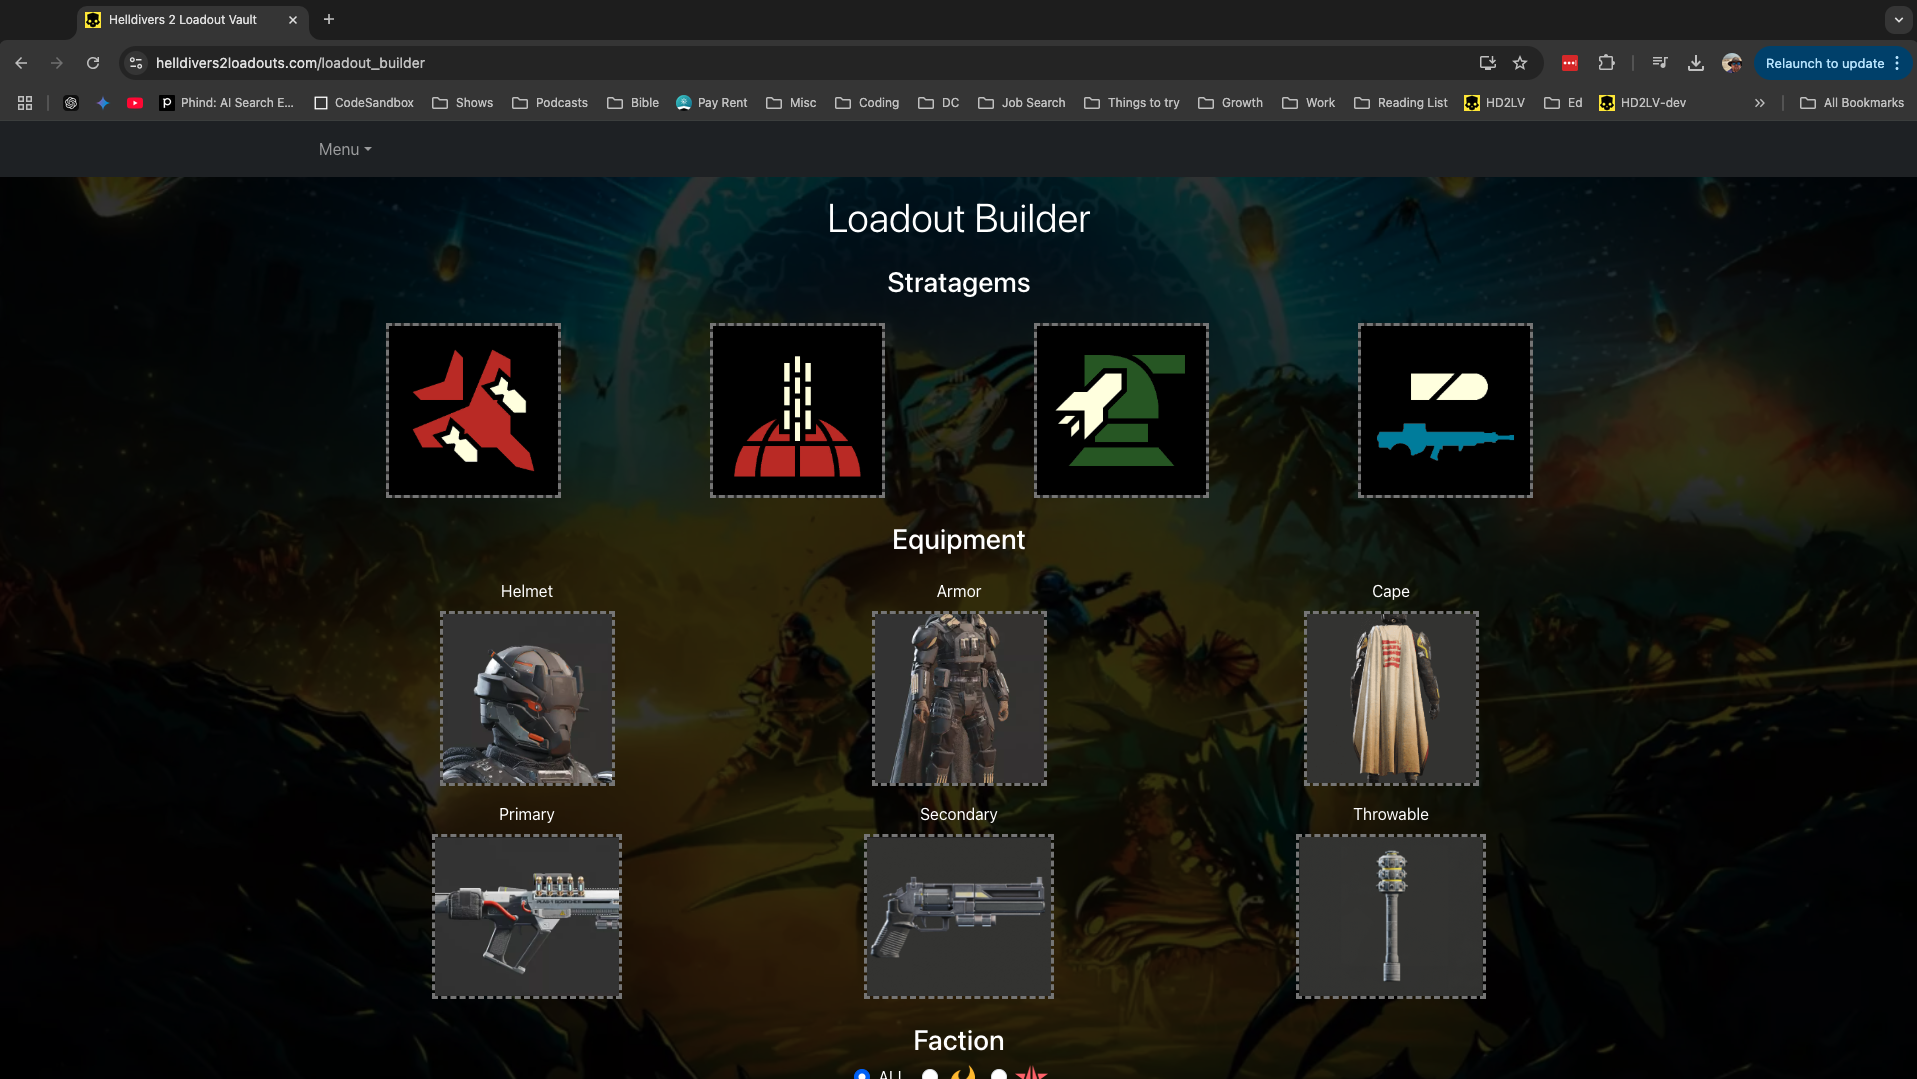 Helldivers 2 Loadout Vault
helldivers2loadouts.com/loadout_builder
Relaunch to update
Phind: AI Search E...
CodeSandbox
Shows
Podcasts
Bible
Pay Rent
Misc
Coding
DC
Job Search
Things to try
Growth
Work
Reading List
HD2LV
Ed
HD2LV-dev
All Bookmarks
Menu
Loadout Builder
Stratagems
Equipment
Helmet
Armor
Cape
Primary
Secondary
Throwable
Faction
ALL